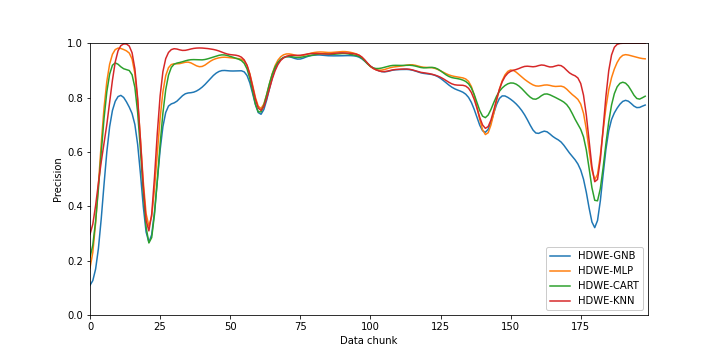 1.0
0.8
0.6
0.4
0.2
0.0
Precision
0
25
50
75
100
125
150
175
Data chunk
HDWE-GNB
HDWE-MLP
HDWE-CART
HDWE-KNN